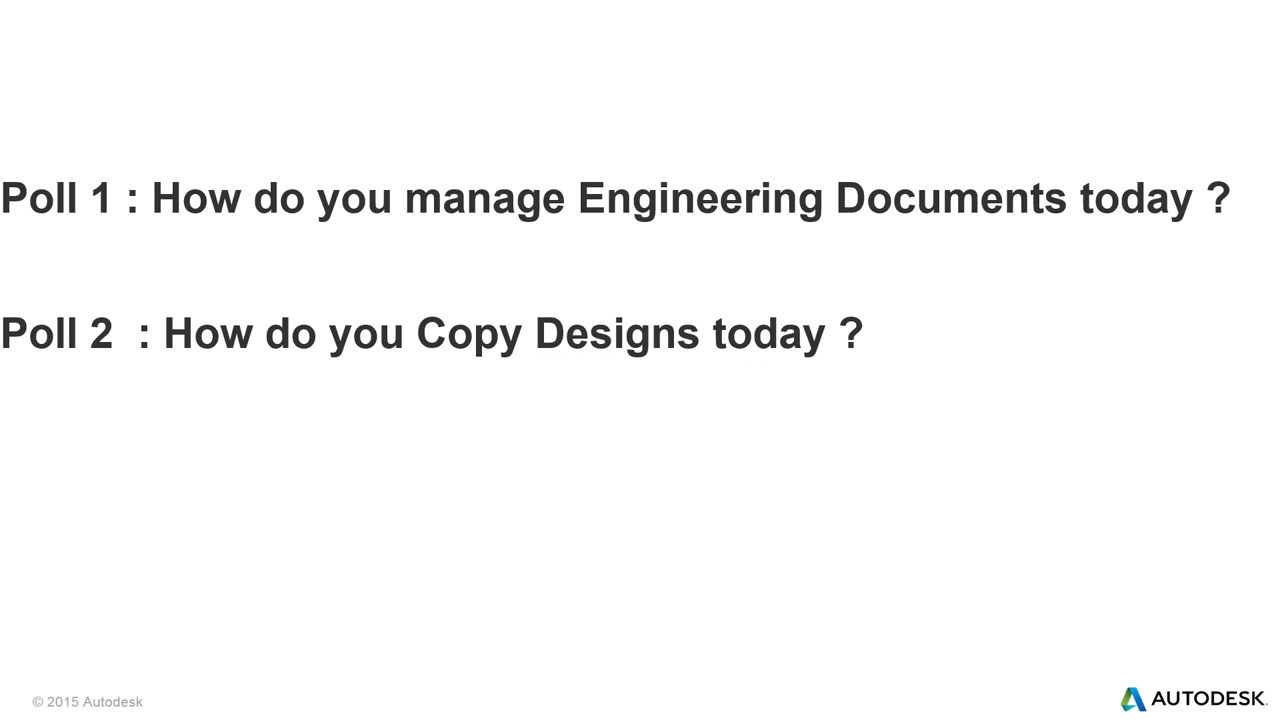 Poll 1 : How do you manage Engineering Documents today ?
Poll 2  : How do you Copy Designs today ?
© 2015 Autodesk
AUTODESK.